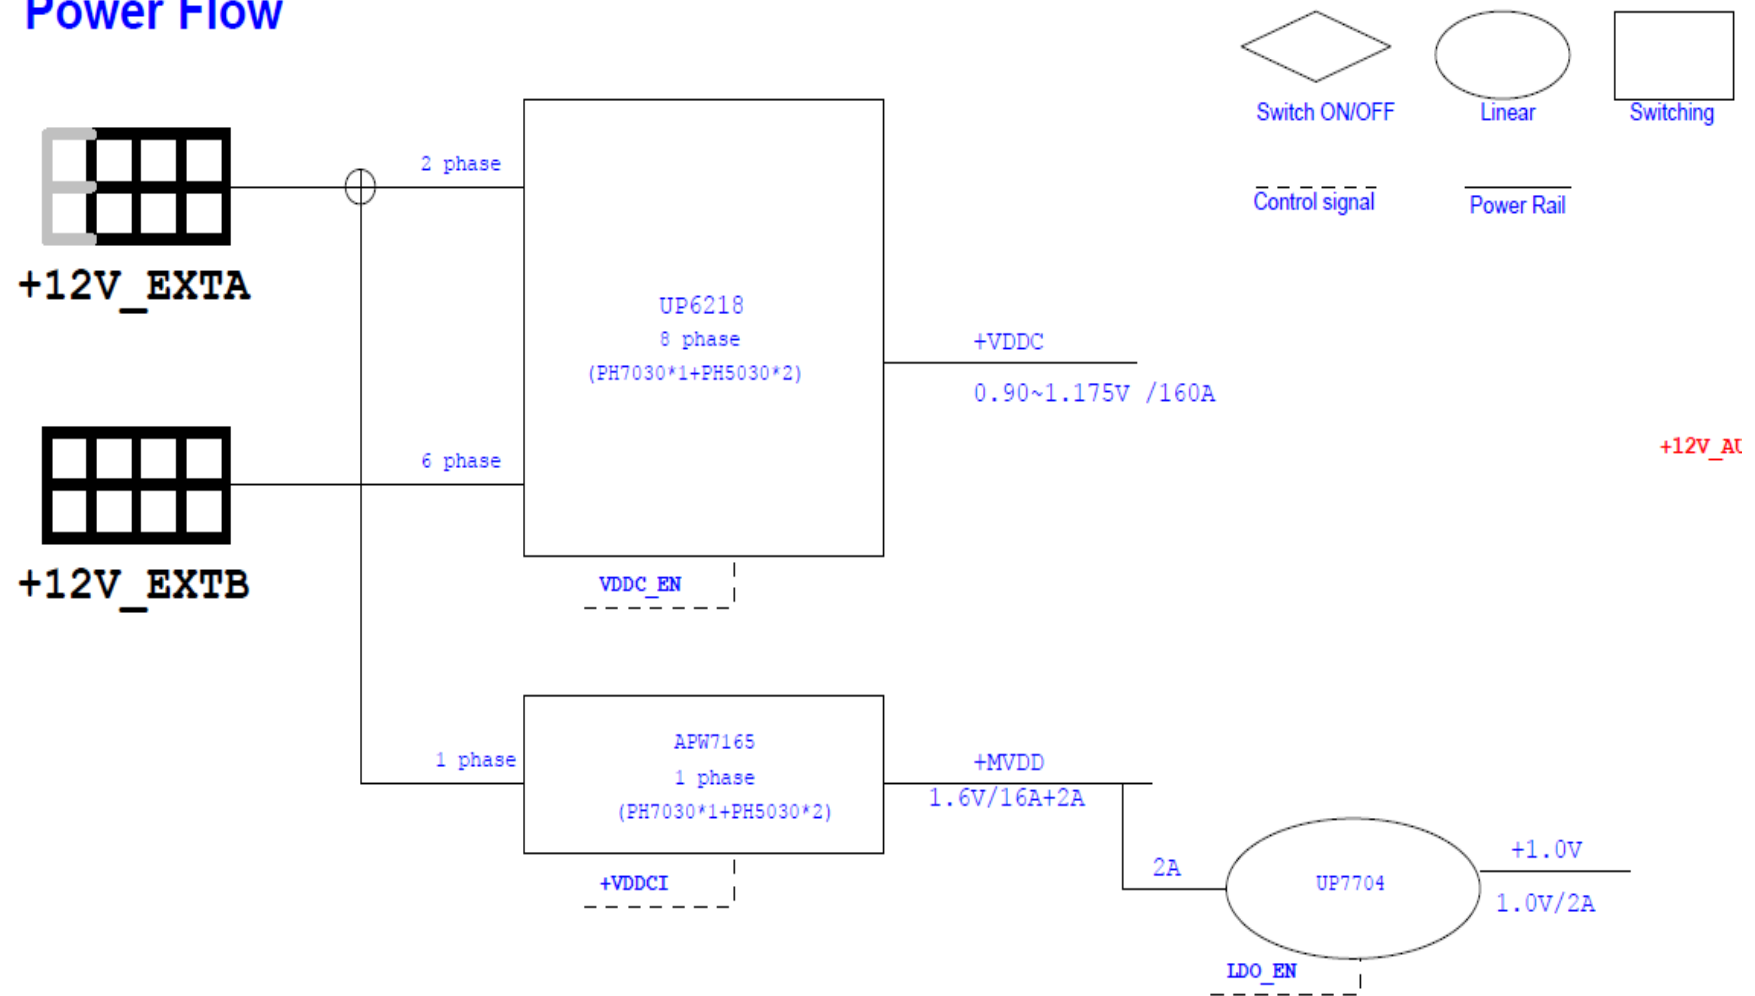 Power Flow
Switch ON/OFF
Linear
Switching
Control signal
Power Rail
2 phase
+12V_EXTA
UP6218
8 phase
(PH7030*1+PH5030*2)
+VDDC
0.90~1.175V /160A
+12V_AU
6 phase
+12V_EXTB
VDDC_EN
1 phase
APW7165
1 phase
(PH7030*1+PH5030*2)
+MVDD
1.6V/16A+2A
+VDDCI
2A
UP7704
+1.0V
1.0V/2A
LDO_EN